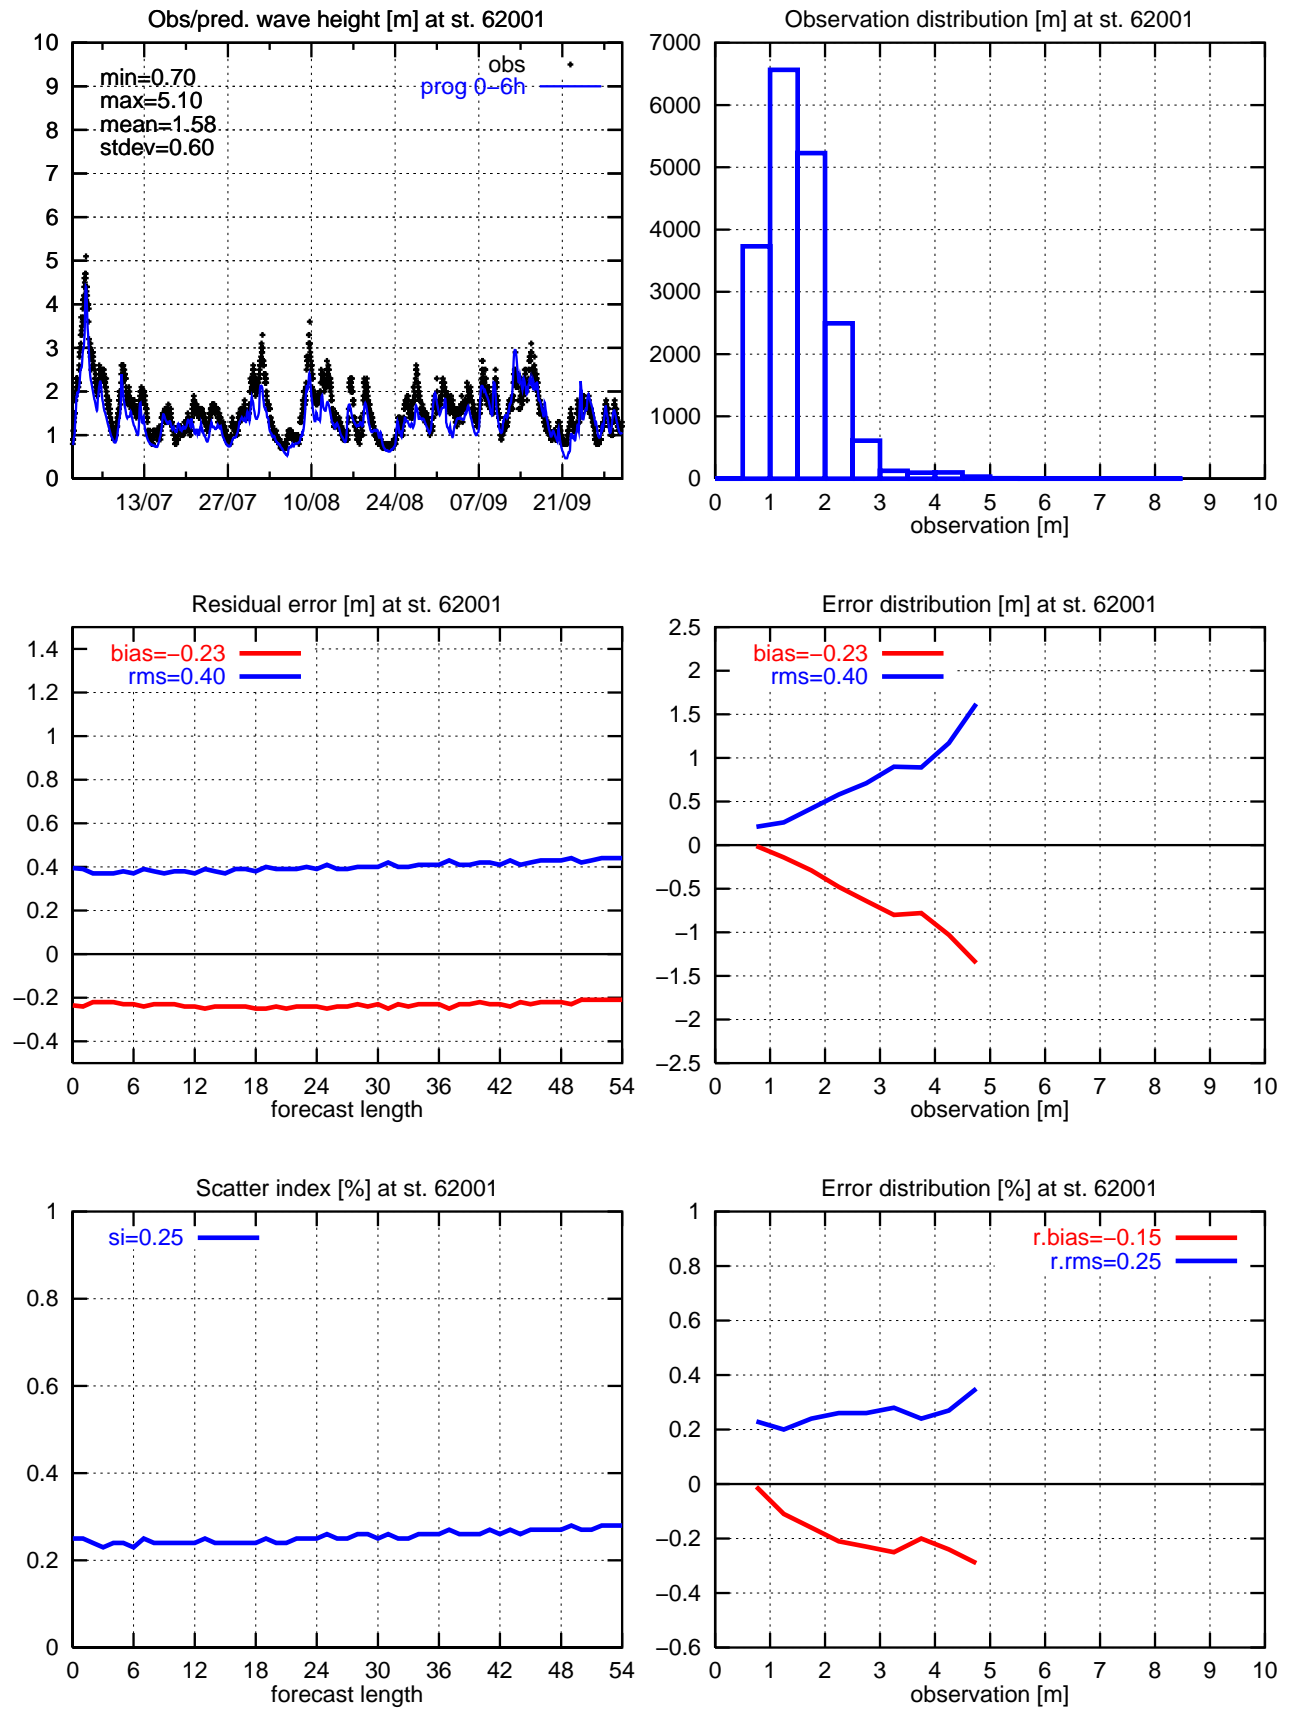 Obs/pred. wave height [m] at st. 62001
10
9
8
7
6
5
4
3
2
1
0
min=0.70
max=5.10
mean=1.58
stdev=0.60
obs
prog 0−6h
13/07 27/07 10/08 24/08 07/09 21/09
Observation distribution [m] at st. 62001
7000
6000
5000
4000
3000
2000
1000
0
0 1 2 3 4 5 6 7 8 9 10
observation [m]
Residual error [m] at st. 62001
1.4
1.2
1
0.8
0.6
0.4
0.2
0
−0.2
−0.4
bias=−0.23
rms=0.40
0 6 12 18 24 30 36 42 48 54
forecast length
Error distribution [m] at st. 62001
2.5
2
1.5
1
0.5
0
−0.5
−1
−1.5
−2
−2.5
bias=−0.23
rms=0.40
0 1 2 3 4 5 6 7 8 9 10
observation [m]
Scatter index [%] at st. 62001
1
0.8
0.6
0.4
0.2
0
si=0.25
0 6 12 18 24 30 36 42 48 54
forecast length
Error distribution [%] at st. 62001
1
0.8
0.6
0.4
0.2
0
−0.2
−0.4
−0.6
r.bias=−0.15
r.rms=0.25
0 1 2 3 4 5 6 7 8 9 10
observation [m]